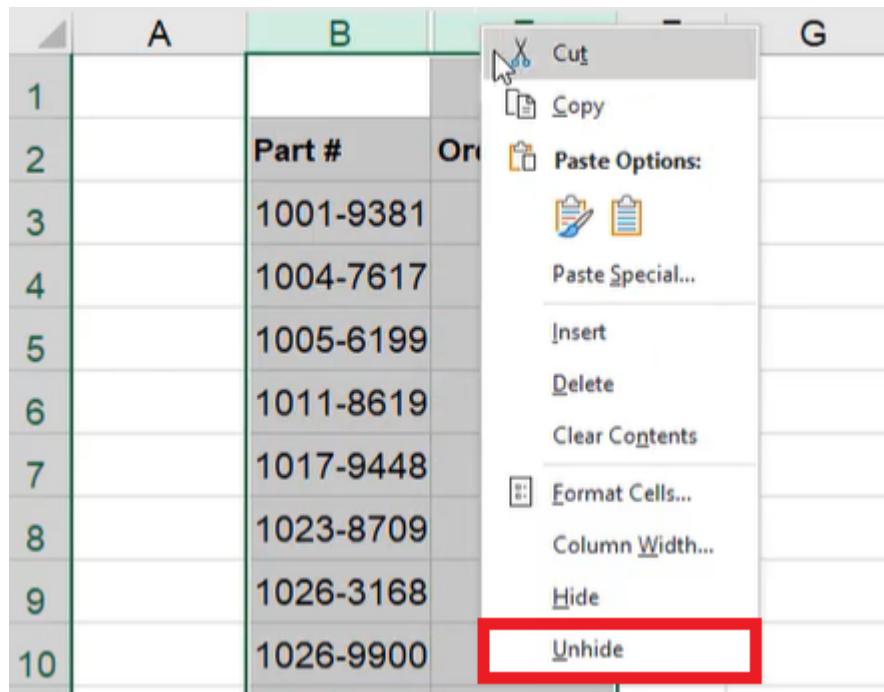 A B G
1
2 Part # Ord
3 1001-9381
4 1004-7617
5 1005-6199
6 1011-8619
7 1017-9448
8 1023-8709
9 1026-3168
10 1026-9900
Cut
Copy
Paste Options:
Paste Special...
Insert
Delete
Clear Contents
Format Cells...
Column Width...
Hide
Unhide